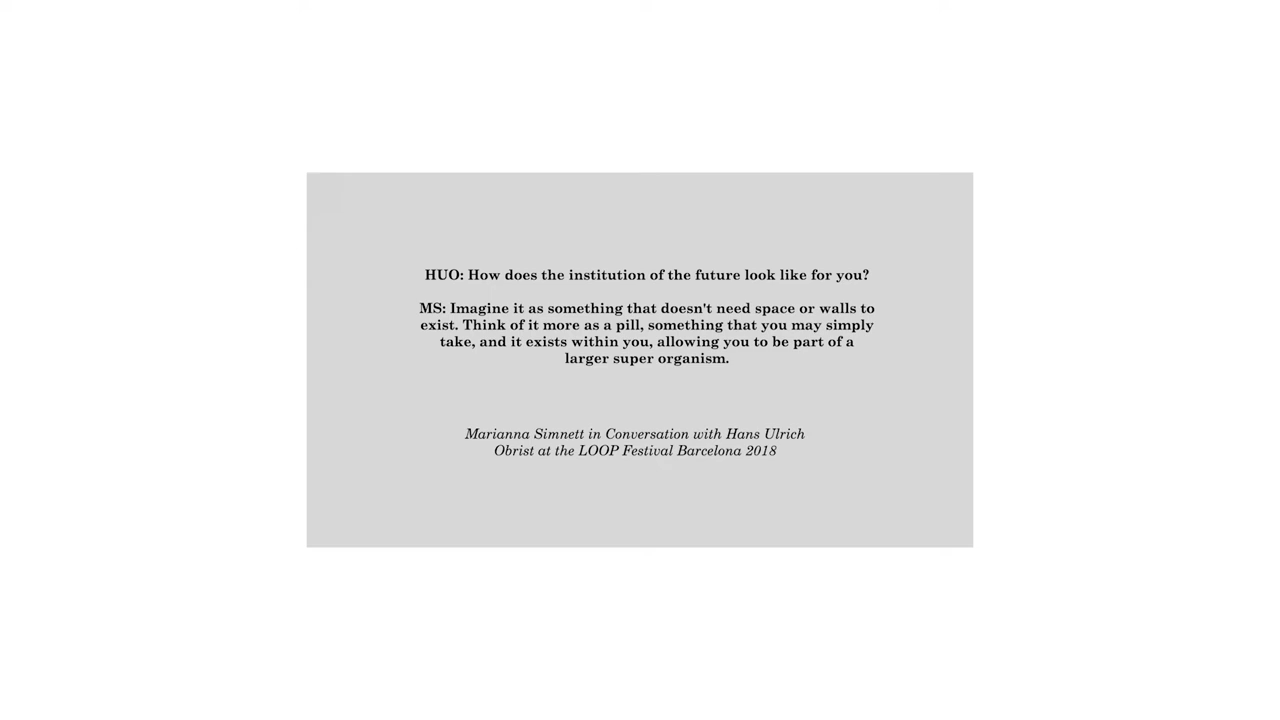 HUO: How does the institution of the future look like for you?
MS: Imagine it as something that doesn't need space or walls to
exist. Think of it more as a pill, something that you may simply
take, and it exists within you, allowing you to be part of a
larger super organism.
Marianna Simnett in Conversation with Hans Ulrich
Obrist at the LOOP Festival Barcelona 2018